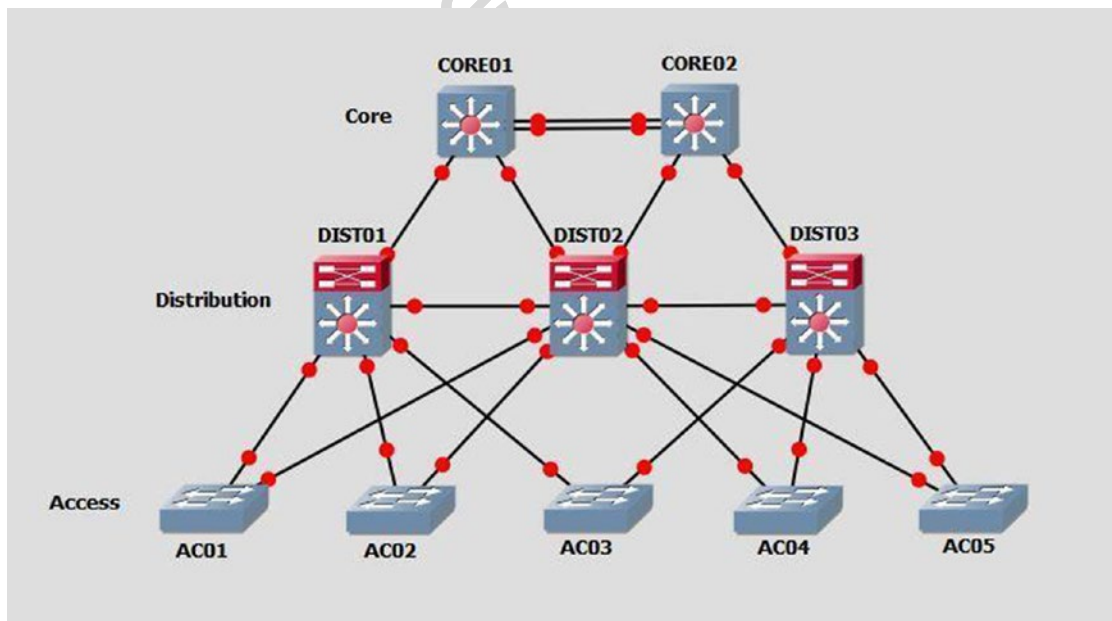 CORE01
CORE02
Core
DIST01
DIST02
DIST03
Distribution
Access
AC01
AC02
AC03
AC04
AC05